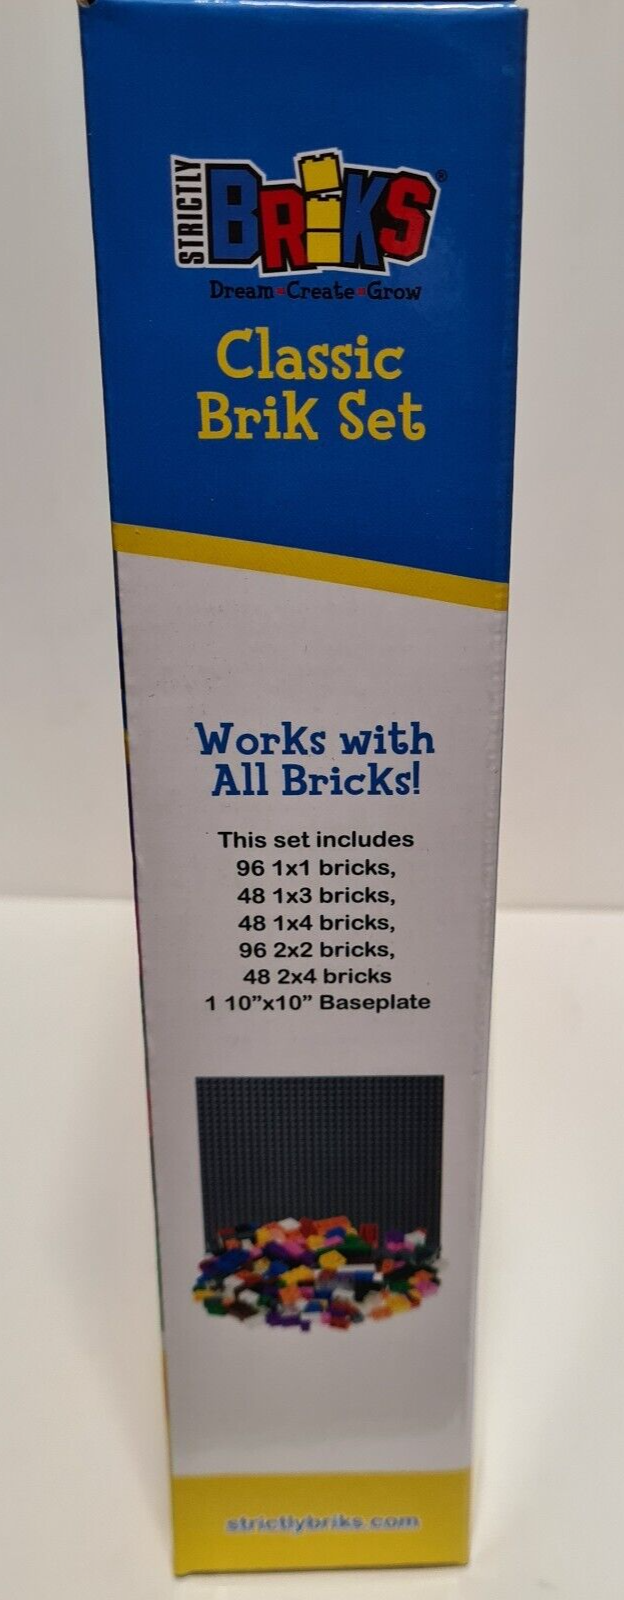 STRICTLY
BRiKS®
Dream•Create•Grow
Classic
Brik Set
Works with
All Bricks!
This set includes
96 1x1 bricks,
48 1x3 bricks,
48 1x4 bricks,
96 2x2 bricks,
48 2x4 bricks
1 10”x10” Baseplate
strictlybriks.com